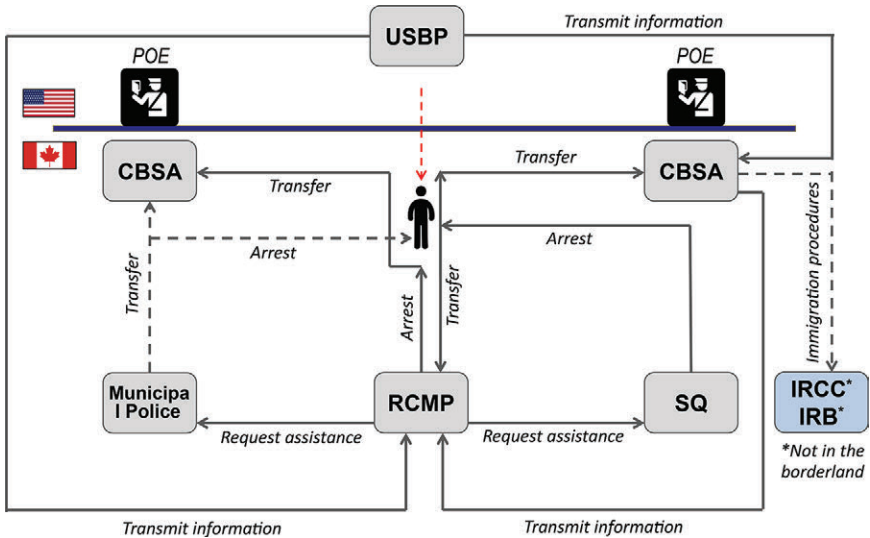 USBP
Transmit information
POE
POE
CBSA
Transfer
Transfer
CBSA
Arrest
Arrest
Transfer
Arrest
Transfer
Immigration procedures
Municipa
l Police
RCMP
SQ
IRCC*
IRB*
Request assistance
Request assistance
*Not in the
borderland
Transmit information
Transmit information